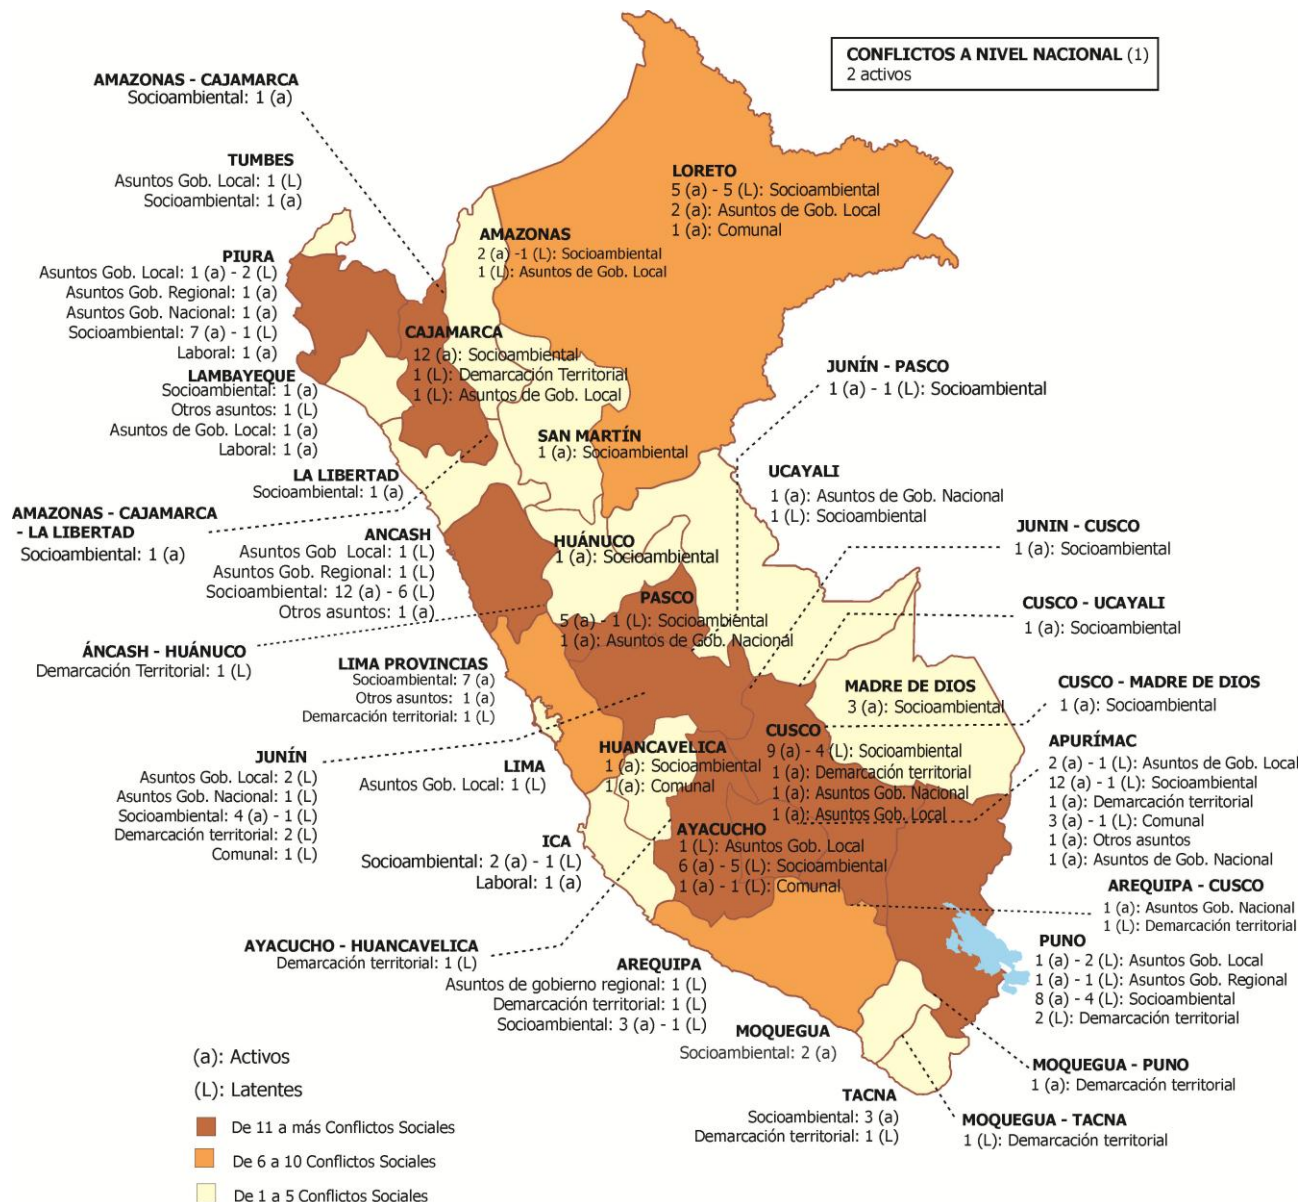 CONFLICTOS A NIVEL NACIONAL (1)
2 activos
AMAZONAS - CAJAMARCA
Socioambiental: 1 (a)
TUMBES
Asuntos Gob. Local: 1 (L)
Socioambiental: 1 (a)
PIURA
Asuntos Gob. Local: 1 (a) - 2 (L)
Asuntos Gob. Regional: 1 (a)
Asuntos Gob. Nacional: 1 (a)
Socioambiental: 7 (a) - 1 (L)
Laboral: 1 (a)
LAMBAYEQUE
Socioambiental: 1 (a)
Otros asuntos: 1 (L)
Asuntos de Gob. Local: 1 (a)
Laboral: 1 (a)
LA LIBERTAD
Socioambiental: 1 (a)
AMAZONAS - CAJAMARCA
- LA LIBERTAD
Socioambiental: 1 (a)
ANCASH
Asuntos Gob Local: 1 (L)
Asuntos Gob. Regional: 1 (L)
Socioambiental: 12 (a) - 6 (L)
Otros asuntos: 1 (a)
ÁNCASH - HUÁNUCO
Demarcación Territorial: 1 (L)
LIMA PROVINCIAS
Socioambiental: 7 (a)
Otros asuntos: 1 (a)
Demarcación territorial: 1 (L)
JUNÍN
Asuntos Gob. Local: 2 (L)
Asuntos Gob. Nacional: 1 (L)
Socioambiental: 4 (a) - 1 (L)
Demarcación territorial: 2 (L)
Comunal: 1 (L)
LIMA
Asuntos Gob. Local: 1 (L)
ICA
Socioambiental: 2 (a) - 1 (L)
Laboral: 1 (a)
AYACUCHO - HUANCAVELICA
Demarcación territorial: 1 (L)
AREQUIPA
Asuntos de gobierno regional: 1 (L)
Demarcación territorial: 1 (L)
Socioambiental: 3 (a) - 1 (L)
MOQUEGUA
Socioambiental: 2 (a)
TACNA
Socioambiental: 3 (a)
Demarcación territorial: 1 (L)
LORETO
5 (a) - 5 (L): Socioambiental
2 (a): Asuntos de Gob. Local
1 (a): Comunal
AMAZONAS
2 (a) -1 (L): Socioambiental
1 (L): Asuntos de Gob. Local
CAJAMARCA
12 (a): Socioambiental
1 (L): Demarcación Territorial
1 (L): Asuntos de Gob. Local
SAN MARTÍN
1 (a): Socioambiental
HUÁNUCO
1 (a): Socioambiental
PASCO
5 (a) - 1 (L): Socioambiental
1 (a): Asuntos de Gob. Nacional
HUANCAVELICA
1 (a): Socioambiental
1 (a): Comunal
AYACUCHO
1 (L): Asuntos Gob. Local
6 (a) - 5 (L): Socioambiental
1 (a) - 1 (L): Comunal
CUSCO
9 (a) - 4 (L): Socioambiental
1 (a): Demarcación territorial
1 (a): Asuntos Gob. Nacional
1 (a): Asuntos Gob. Local
MADRE DE DIOS
3 (a): Socioambiental
JUNÍN - PASCO
1 (a) - 1 (L): Socioambiental
UCAYALI
1 (a): Asuntos de Gob. Nacional
1 (L): Socioambiental
JUNIN - CUSCO
1 (a): Socioambiental
CUSCO - UCAYALI
1 (a): Socioambiental
CUSCO - MADRE DE DIOS
1 (a): Socioambiental
APURÍMAC
2 (a) - 1 (L): Asuntos de Gob. Local
12 (a) - 1 (L): Socioambiental
1 (a): Demarcación territorial
3 (a) - 1 (L): Comunal
1 (a): Otros asuntos
1 (a): Asuntos de Gob. Nacional
AREQUIPA - CUSCO
1 (a): Asuntos Gob. Nacional
1 (L): Demarcación territorial
PUNO
1 (a) - 2 (L): Asuntos Gob. Local
1 (a) - 1 (L): Asuntos Gob. Regional
8 (a) - 4 (L): Socioambiental
2 (L): Demarcación territorial
MOQUEGUA - PUNO
1 (a): Demarcación territorial
MOQUEGUA - TACNA
1 (L): Demarcación territorial
(a): Activos
(L): Latentes
De 11 a más Conflictos Sociales
De 6 a 10 Conflictos Sociales
De 1 a 5 Conflictos Sociales